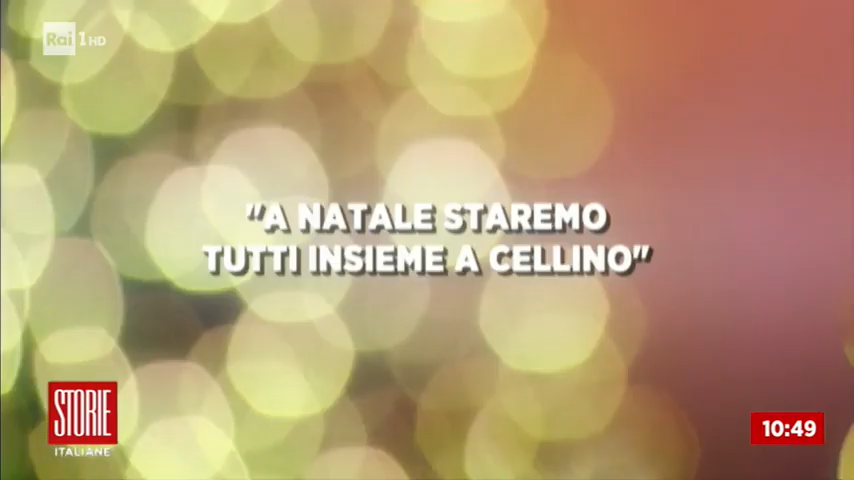 Rai 1 HD
"A NATALE STAREMO
TUTTI INSIEME A CELLINO"
STORIE
ITALIANE
10:49